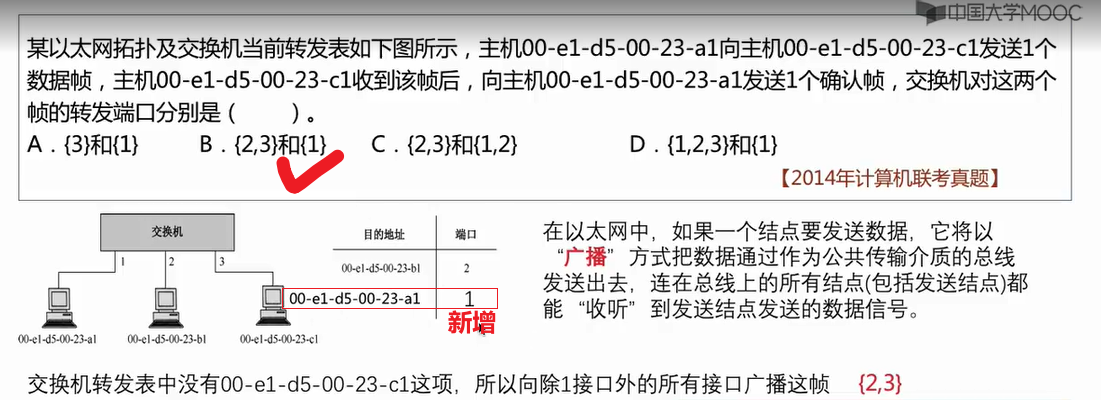 中国大学MOOC
某以太网拓扑及交换机当前转发表如下图所示，主机00-e1-d5-00-23-a1向主机00-e1-d5-00-23-c1发送1个
数据帧，主机00-e1-d5-00-23-c1收到该帧后，向主机00-e1-d5-00-23-a1发送1个确认帧，交换机对这两个
帧的转发端口分别是（ ）。
A．{3}和{1} B．{2,3}和{1} C．{2,3}和{1,2} D．{1,2,3}和{1}
【2014年计算机联考真题】
交换机
1 2 3
00-e1-d5-00-23-a1 00-e1-d5-00-23-b1 00-e1-d5-00-23-c1
目的地址 端口
00-e1-d5-00-23-b1 2
00-e1-d5-00-23-a1 1
新增
在以太网中，如果一个结点要发送数据，它将以
“广播”方式把数据通过作为公共传输介质的总线
发送出去，连在总线上的所有结点(包括发送结点)都
能“收听”到发送结点发送的数据信号。
交换机转发表中没有00-e1-d5-00-23-c1这项，所以向除1接口外的所有接口广播这帧 {2,3}